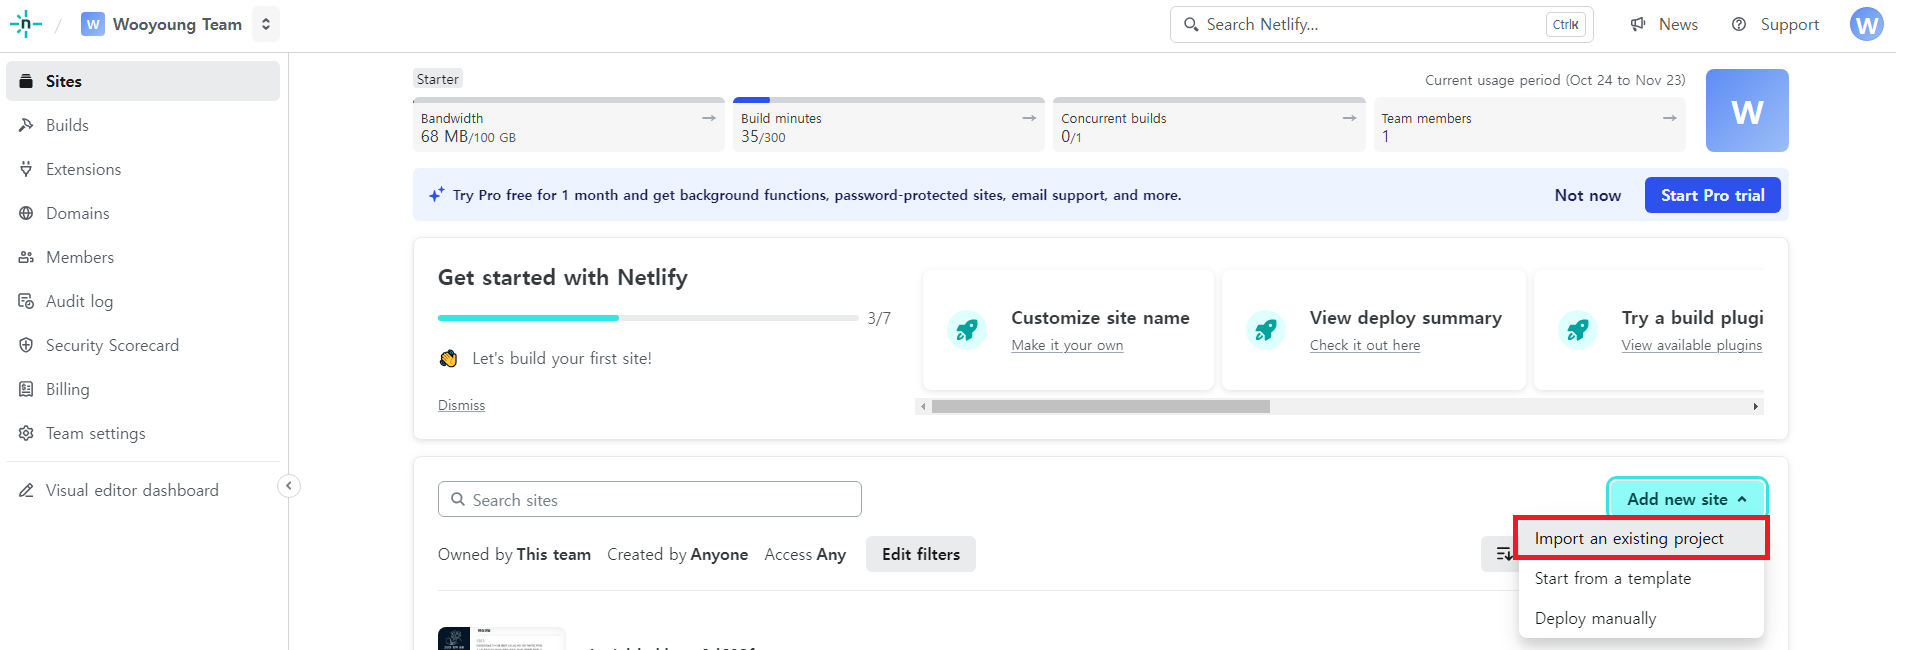 W Wooyoung Team
Search Netlify... CtrlK
News
Support
W
Sites
Builds
Extensions
Domains
Members
Audit log
Security Scorecard
Billing
Team settings
Visual editor dashboard
Starter
Current usage period (Oct 24 to Nov 23)
Bandwidth
68 MB/100 GB
Build minutes
35/300
Concurrent builds
0/1
Team members
1
W
Try Pro free for 1 month and get background functions, password-protected sites, email support, and more.
Not now
Start Pro trial
Get started with Netlify
3/7
Let's build your first site!
Dismiss
Customize site name
Make it your own
View deploy summary
Check it out here
Try a build plugi
View available plugins
Search sites
Add new site
Import an existing project
Start from a template
Deploy manually
Owned by This team Created by Anyone Access Any
Edit filters